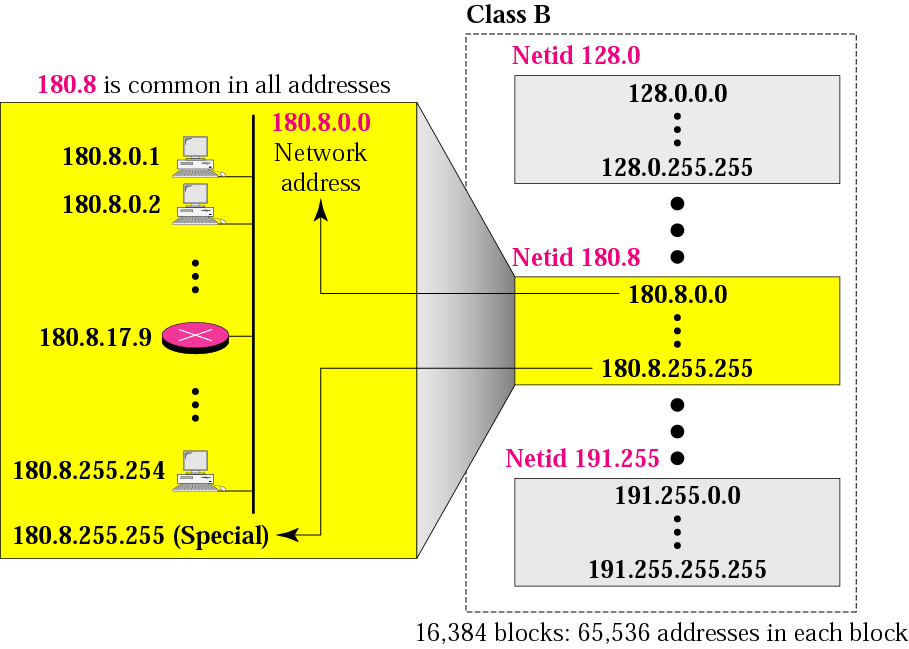 Class B
180.8 is common in all addresses
180.8.0.0
Network
address
180.8.0.1
180.8.0.2
180.8.17.9
180.8.255.254
180.8.255.255 (Special)
Netid 128.0
128.0.0.0
128.0.255.255
Netid 180.8
180.8.0.0
180.8.255.255
Netid 191.255
191.255.0.0
191.255.255.255
16,384 blocks: 65,536 addresses in each block